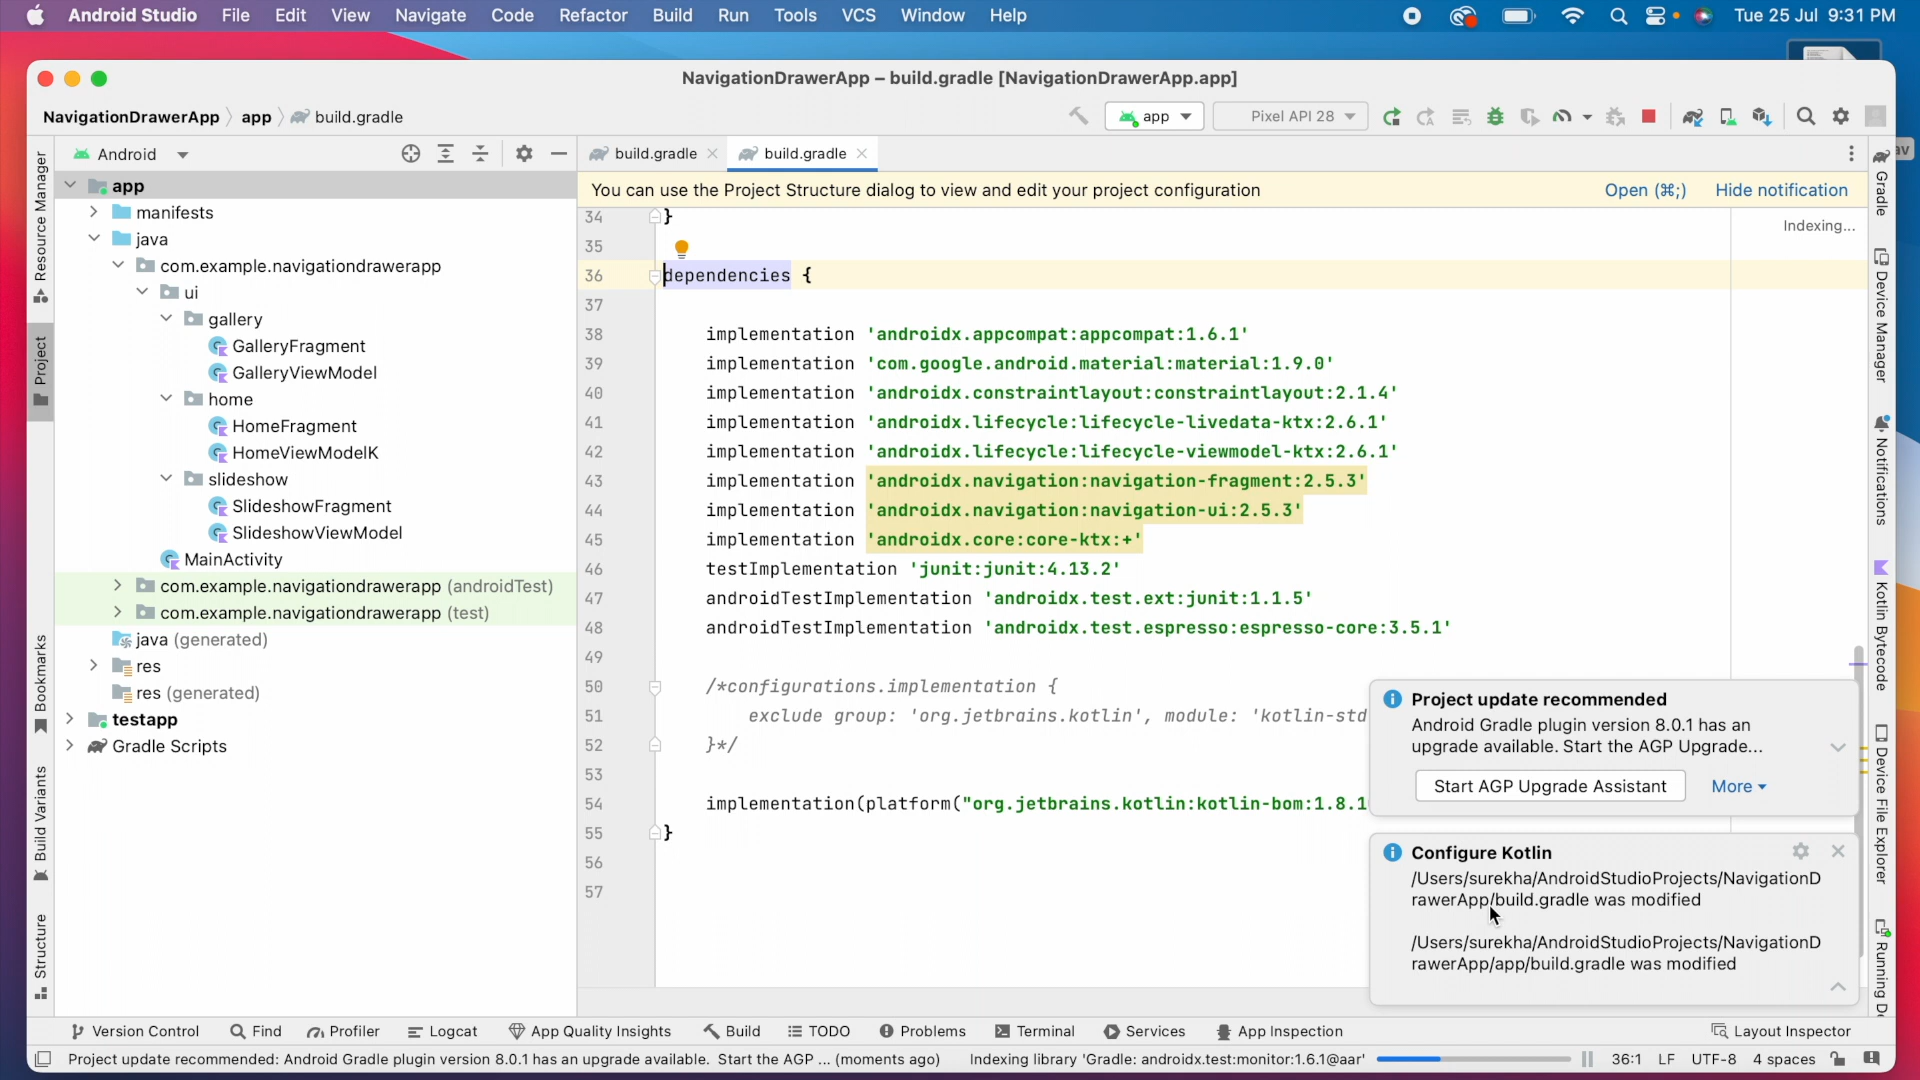 Android Studio File Edit View Navigate Code Refactor Build Run Tools VCS Window Help Tue 25 Jul 9:31 PM
NavigationDrawerApp – build.gradle [NavigationDrawerApp.app]
NavigationDrawerApp app build.gradle
app Pixel API 28
Android
build.gradle build.gradle
You can use the Project Structure dialog to view and edit your project configuration Open (⌘;) Hide notification
Indexing...
app
manifests
java
com.example.navigationdrawerapp
ui
gallery
GalleryFragment
GalleryViewModel
home
HomeFragment
HomeViewModelK
slideshow
SlideshowFragment
SlideshowViewModel
MainActivity
com.example.navigationdrawerapp (androidTest)
com.example.navigationdrawerapp (test)
java (generated)
res
res (generated)
testapp
Gradle Scripts
34 }
35
36 dependencies {
37
38 implementation 'androidx.appcompat:appcompat:1.6.1'
39 implementation 'com.google.android.material:material:1.9.0'
40 implementation 'androidx.constraintlayout:constraintlayout:2.1.4'
41 implementation 'androidx.lifecycle:lifecycle-livedata-ktx:2.6.1'
42 implementation 'androidx.lifecycle:lifecycle-viewmodel-ktx:2.6.1'
43 implementation 'androidx.navigation:navigation-fragment:2.5.3'
44 implementation 'androidx.navigation:navigation-ui:2.5.3'
45 implementation 'androidx.core:core-ktx:+'
46 testImplementation 'junit:junit:4.13.2'
47 androidTestImplementation 'androidx.test.ext:junit:1.1.5'
48 androidTestImplementation 'androidx.test.espresso:espresso-core:3.5.1'
49
50 /*configurations.implementation {
51 exclude group: 'org.jetbrains.kotlin', module: 'kotlin-std
52 }*/
53
54 implementation(platform("org.jetbrains.kotlin:kotlin-bom:1.8.1
55 }
56
57
Project update recommended
Android Gradle plugin version 8.0.1 has an
upgrade available. Start the AGP Upgrade...
Start AGP Upgrade Assistant More
Configure Kotlin
/Users/surekha/AndroidStudioProjects/NavigationD
rawerApp/build.gradle was modified
/Users/surekha/AndroidStudioProjects/NavigationD
rawerApp/app/build.gradle was modified
Resource Manager
Project
Bookmarks
Build Variants
Structure
av
Gradle
Device Manager
Notifications
Kotlin Bytecode
Device File Explorer
Running De
Version Control Find Profiler Logcat App Quality Insights Build TODO Problems Terminal Services App Inspection Layout Inspector
Project update recommended: Android Gradle plugin version 8.0.1 has an upgrade available. Start the AGP ... (moments ago) Indexing library 'Gradle: androidx.test:monitor:1.6.1@aar' 36:1 LF UTF-8 4 spaces